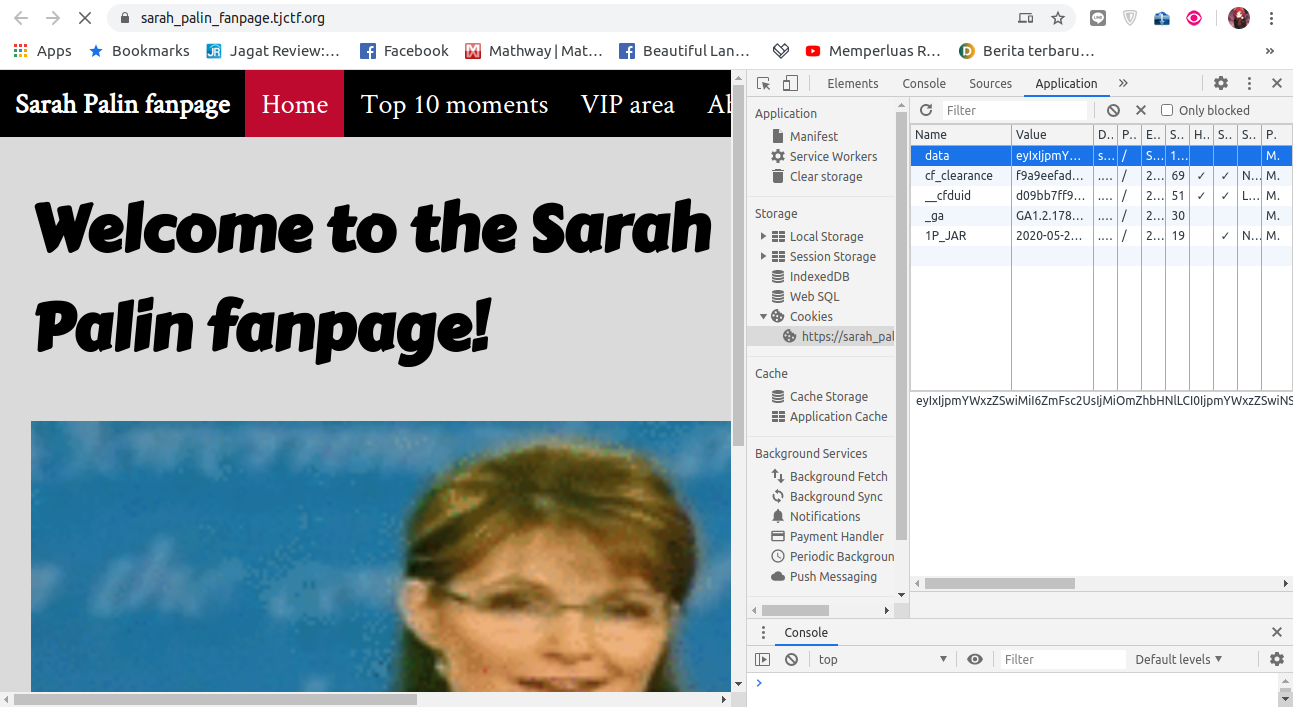 sarah_palin_fanpage.tjctf.org
Apps Bookmarks Jagat Review:... Facebook Mathway | Mat... Beautiful Lan... Memperluas R... Berita terbaru... »
Sarah Palin fanpage Home Top 10 moments VIP area Al
Welcome to the Sarah
Palin fanpage!
Elements Console Sources Application »
Application
Manifest
Service Workers
Clear storage
Storage
Local Storage
Session Storage
IndexedDB
Web SQL
Cookies
https://sarah_pal
Cache
Cache Storage
Application Cache
Background Services
Background Fetch
Background Sync
Notifications
Payment Handler
Periodic Backgroun
Push Messaging
Filter Only blocked
Name Value D.. P.. E.. S.. H.. S.. S.. P.
data eyIxIjpmY... s... / S... 1... M.
cf_clearance f9a9eefad... .... / 2... 69 ✓ ✓ N... M.
__cfduid d09bb7ff9... .... / 2... 51 ✓ ✓ L... M.
_ga GA1.2.178... .... / 2... 30 M.
1P_JAR 2020-05-2... .... / 2... 19 ✓ N... M.
eyIxIjpmYWxzZSwiMiI6ZmFsc2UsIjMiOmZhbHNlLCI0IjpmYWxzZSwiNS
Console
top Filter Default levels